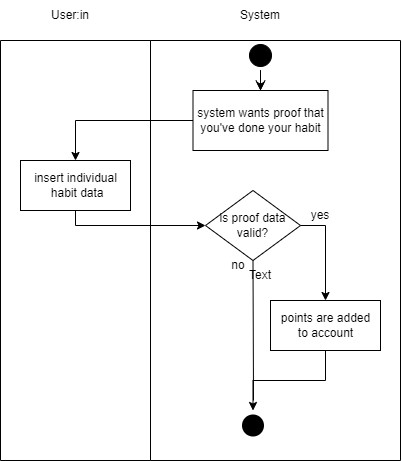 User:in
System
system wants proof that
you've done your habit
insert individual
habit data
Is proof data
valid?
yes
no
Text
points are added
to account